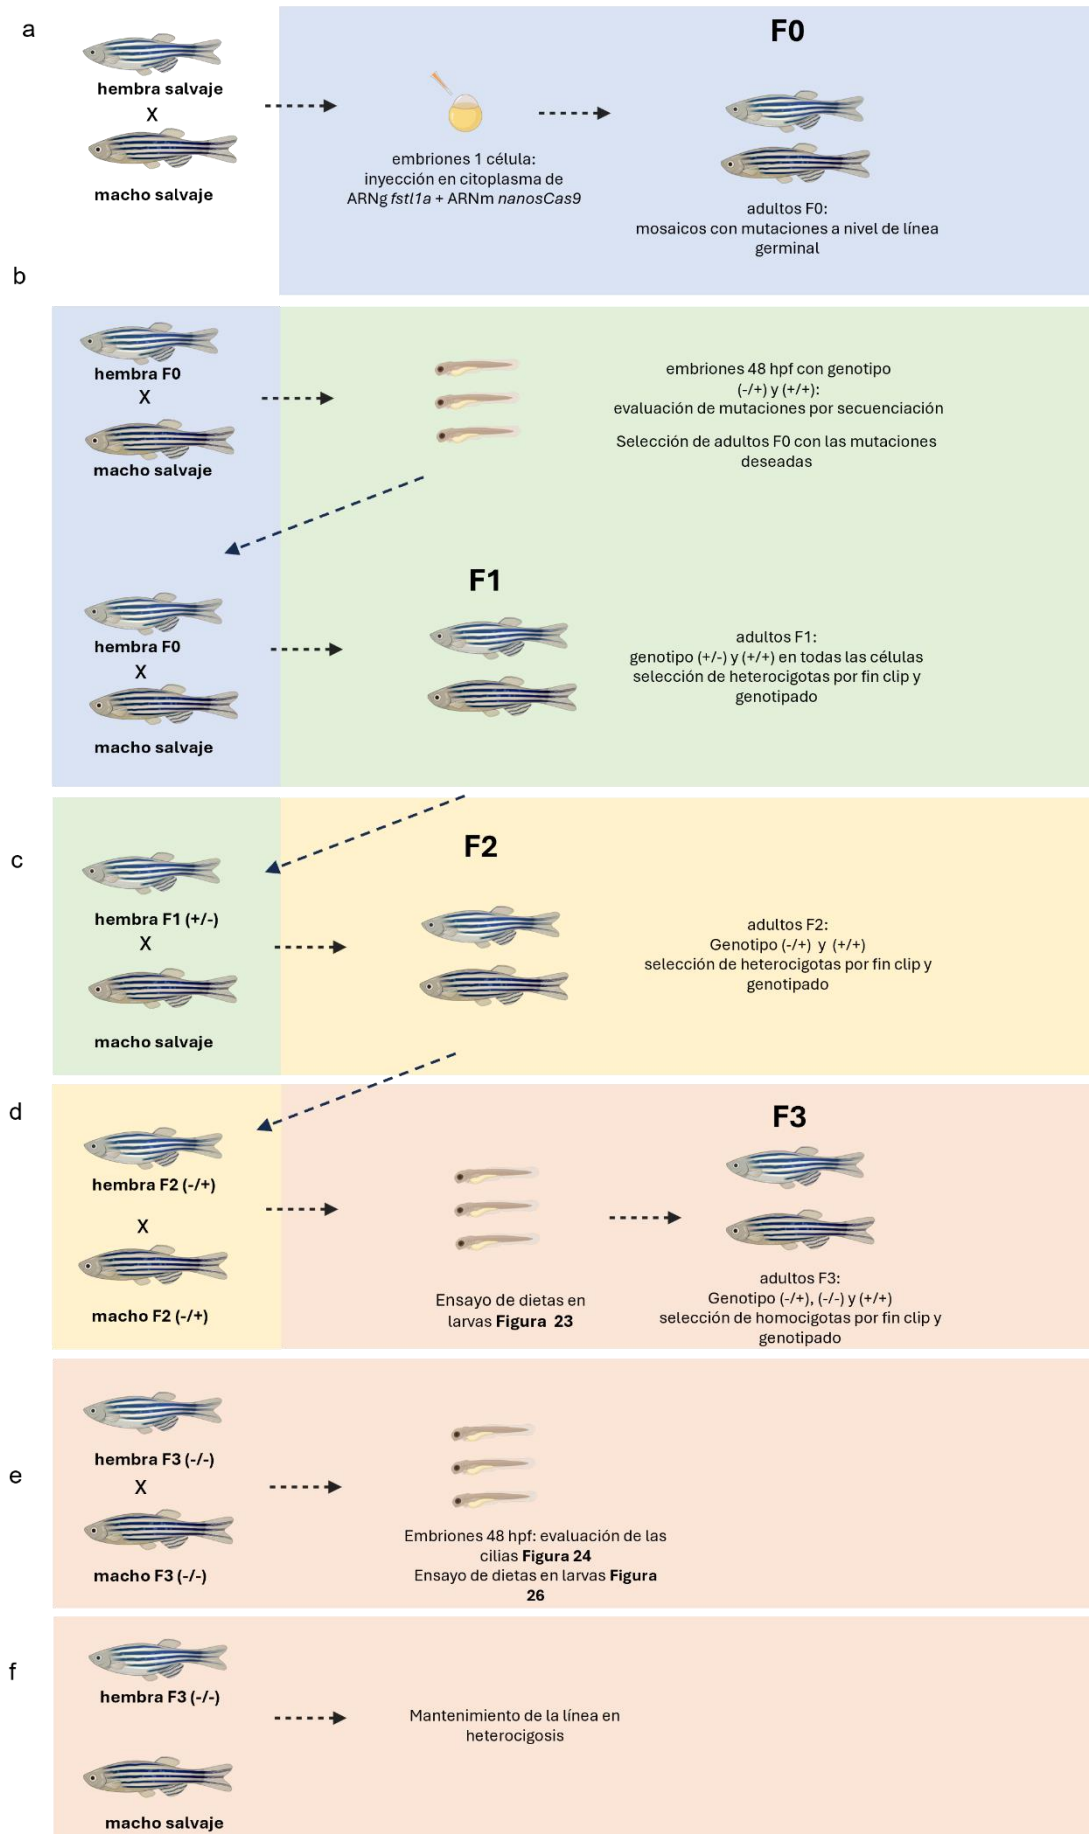 a
F0
hembra salvaje
X
macho salvaje
embriones 1 célula:
inyección en citoplasma de
ARNg fstl1a + ARNm nanosCas9
adultos F0:
mosaicos con mutaciones a nivel de línea
germinal
b
hembra F0
X
macho salvaje
embriones 48 hpf con genotipo
(-/+) y (+/+):
evaluación de mutaciones por secuenciación
Selección de adultos F0 con las mutaciones
deseadas
F1
hembra F0
X
macho salvaje
adultos F1:
genotipo (+/-) y (+/+) en todas las células
selección de heterocigotas por fin clip y
genotipado
c
F2
hembra F1 (+/-)
X
macho salvaje
adultos F2:
Genotipo (-/+) y (+/+)
selección de heterocigotas por fin clip y
genotipado
d
F3
hembra F2 (-/+)
X
macho F2 (-/+)
Ensayo de dietas en
larvas Figura 23
adultos F3:
Genotipo (-/+), (-/-) y (+/+)
selección de homocigotas por fin clip y
genotipado
e
hembra F3 (-/-)
X
macho F3 (-/-)
Embriones 48 hpf: evaluación de las
cilias Figura 24
Ensayo de dietas en larvas Figura
26
f
hembra F3 (-/-)
macho salvaje
Mantenimiento de la línea en
heterocigosis